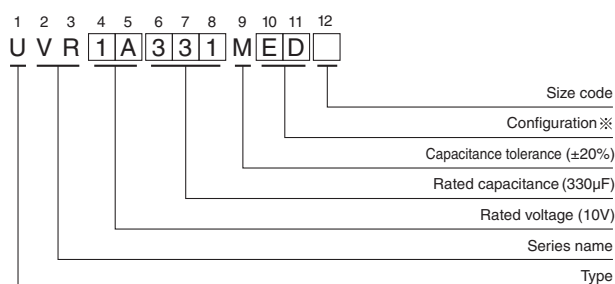 1 2 3 4 5 6 7 8 9 10 11 12
U V R 1 A 3 3 1 M E D
Size code
Configuration※
Capacitance tolerance (±20%)
Rated capacitance (330µF)
Rated voltage (10V)
Series name
Type